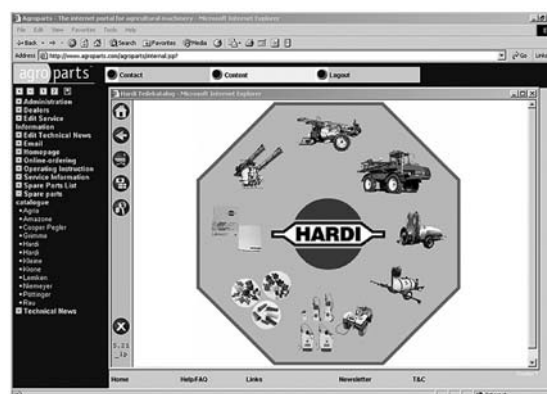 Agroparts - The internet portal for agricultural machinery - Microsoft Internet Explorer
File Edit View Favorites Tools Help
Back Search Favorites Media
Address http://www.agroparts.com/agroparts/internal.jsp? Go Links
agroparts
Contact Content Logout
Administration
Dealers
Edit Service
Information
Edit Technical News
Email
Homepage
Online-ordering
Operating Instruction
Service Information
Spare Parts List
Spare parts
catalogue
Agria
Amazone
Cooper Pegler
Grimme
Hardi
Hardi
Kleine
Krone
Lemken
Niemeyer
Pöttinger
Rau
Technical News
Hardi Teilekatalog - Microsoft Internet Explorer
HARDI
Home Help/FAQ Links Newsletter T&C